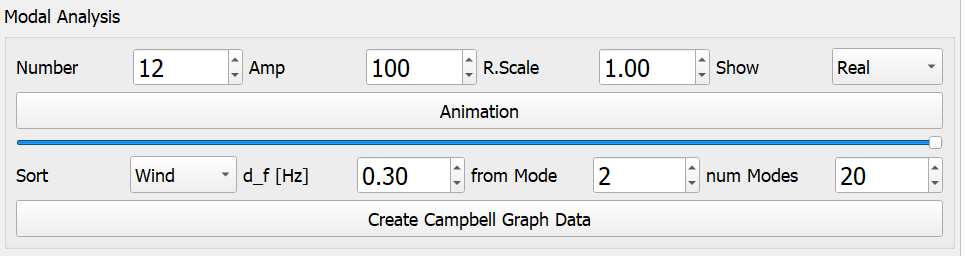 Modal Analysis
Number 12 Amp 100 R.Scale 1.00 Show Real
Animation
Sort Wind d_f [Hz] 0.30 from Mode 2 num Modes 20
Create Campbell Graph Data